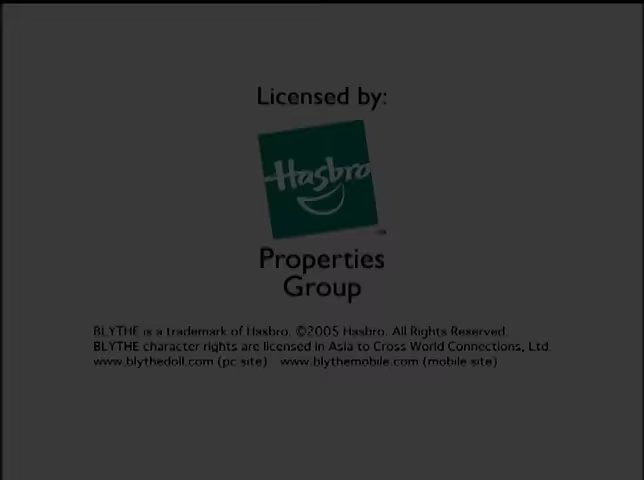 Licensed by:
Hasbro
™
Properties
Group
BLYTHE is a trademark of Hasbro. ©2005 Hasbro. All Rights Reserved.
BLYTHE character rights are licensed in Asia to Cross World Connections, Ltd.
www.blythedoll.com (pc site) www.blythemobile.com (mobile site)